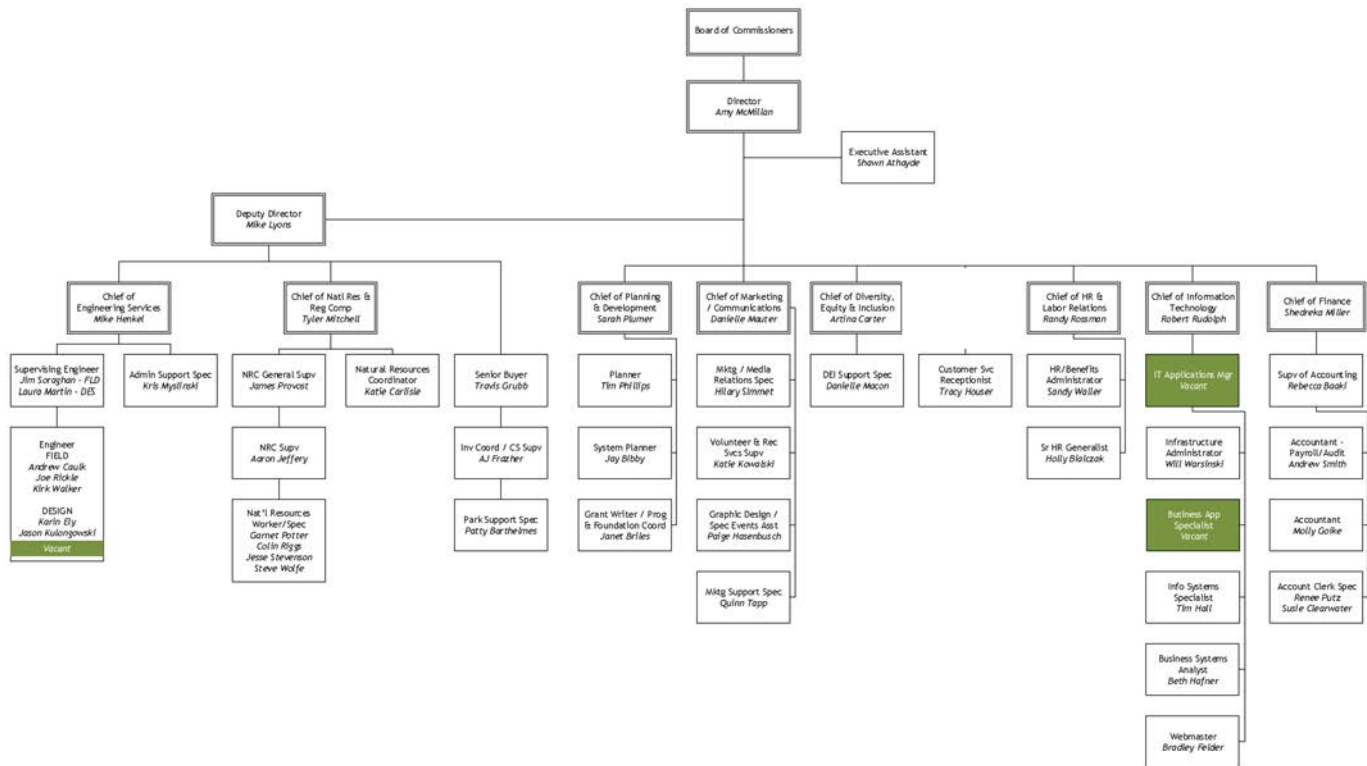 Board of Commissioners
Director
Amy McMillan
Executive Assistant
Shawn Athayde
Deputy Director
Mike Lyons
Chief of
Engineering Services
Mike Henkel
Chief of Natl Res &
Reg Comp
Tyler Mitchell
Chief of Planning
& Development
Sarah Plumer
Chief of Marketing
/ Communications
Danielle Mauter
Chief of Diversity,
Equity & Inclusion
Artina Carter
Chief of HR &
Labor Relations
Randy Rossman
Chief of Information
Technology
Robert Rudolph
Chief of Finance
Shedreka Miller
Supervising Engineer
Jim Soraghan - FLD
Laura Martin - DES
Admin Support Spec
Kris Myslinski
NRC General Supv
James Provost
Natural Resources
Coordinator
Katie Carlisle
Senior Buyer
Travis Grubb
Planner
Tim Phillips
Mktg / Media
Relations Spec
Hilary Simmet
DEI Support Spec
Danielle Macon
Customer Svc
Receptionist
Tracy Houser
HR/Benefits
Administrator
Sandy Waller
IT Applications Mgr
Vacant
Supv of Accounting
Rebecca Baaki
Engineer
FIELD
Andrew Caulk
Joe Rickle
Kirk Walker
DESIGN
Karin Ely
Jason Kulongowski
Vacant
NRC Supv
Aaron Jeffery
Inv Coord / CS Supv
AJ Frazher
System Planner
Jay Bibby
Volunteer & Rec
Svcs Supv
Katie Kowalski
Sr HR Generalist
Holly Bialczak
Infrastructure
Administrator
Will Warsinski
Accountant -
Payroll/Audit
Andrew Smith
Nat'l Resources
Worker/Spec
Garnet Potter
Colin Riggs
Jesse Stevenson
Steve Wolfe
Park Support Spec
Patty Barthelmes
Grant Writer / Prog
& Foundation Coord
Janet Briles
Graphic Design /
Spec Events Asst
Paige Hasenbusch
Business App
Specialist
Vacant
Accountant
Molly Goike
Mktg Support Spec
Quinn Tapp
Info Systems
Specialist
Tim Hall
Account Clerk Spec
Renee Putz
Susie Clearwater
Business Systems
Analyst
Beth Hafner
Webmaster
Bradley Felder